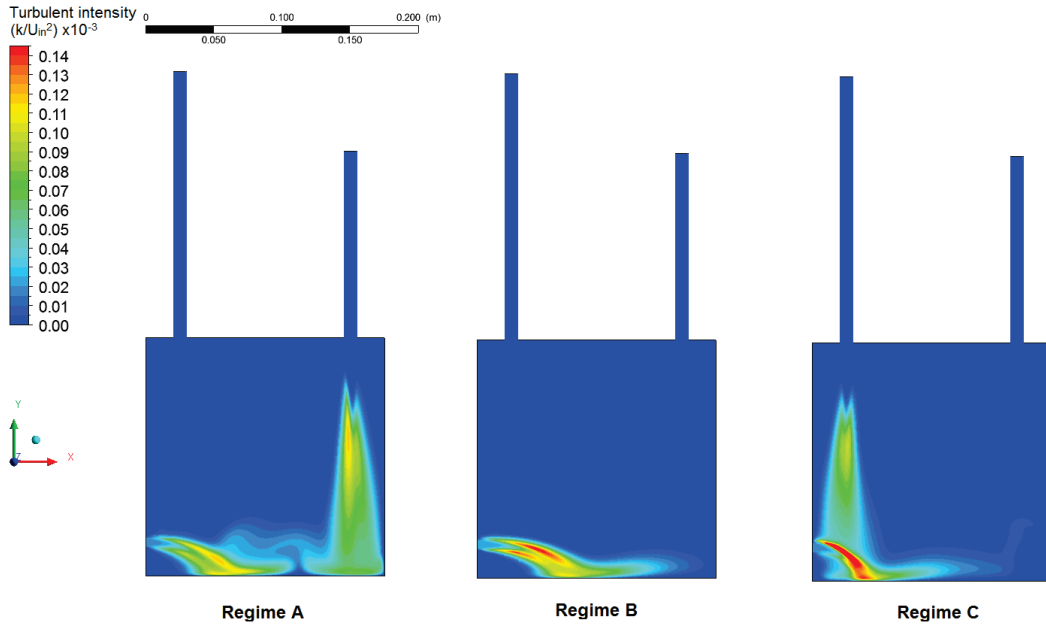 Turbulent intensity
(k/Uin²) x10⁻³
0 0.100 0.200 (m)
0.050 0.150
0.14
0.13
0.12
0.11
0.10
0.09
0.08
0.07
0.06
0.05
0.04
0.03
0.02
0.01
0.00
Y
Z X
Regime A Regime B Regime C